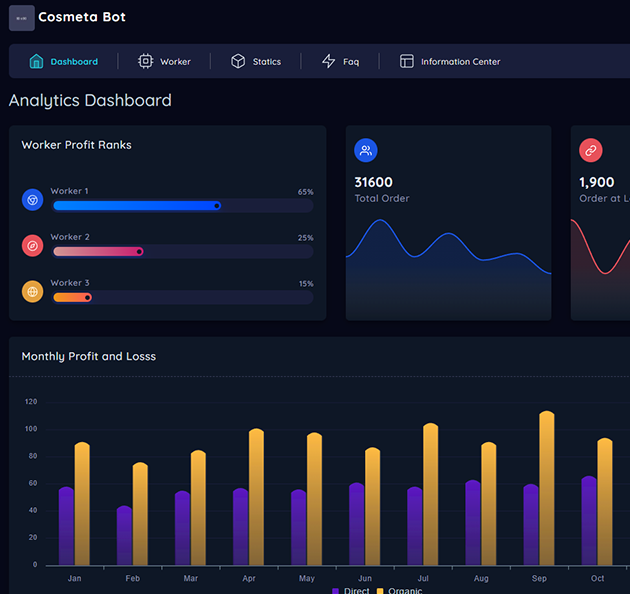 Cosmeta Bot
Dashboard Worker Statics Faq Information Center
Analytics Dashboard
Worker Profit Ranks
Worker 1 65%
Worker 2 25%
Worker 3 15%
31600
Total Order
1,900
Order at L
Monthly Profit and Losss
120
100
80
60
40
20
0
Jan Feb Mar Apr May Jun Jul Aug Sep Oct
Direct Organic